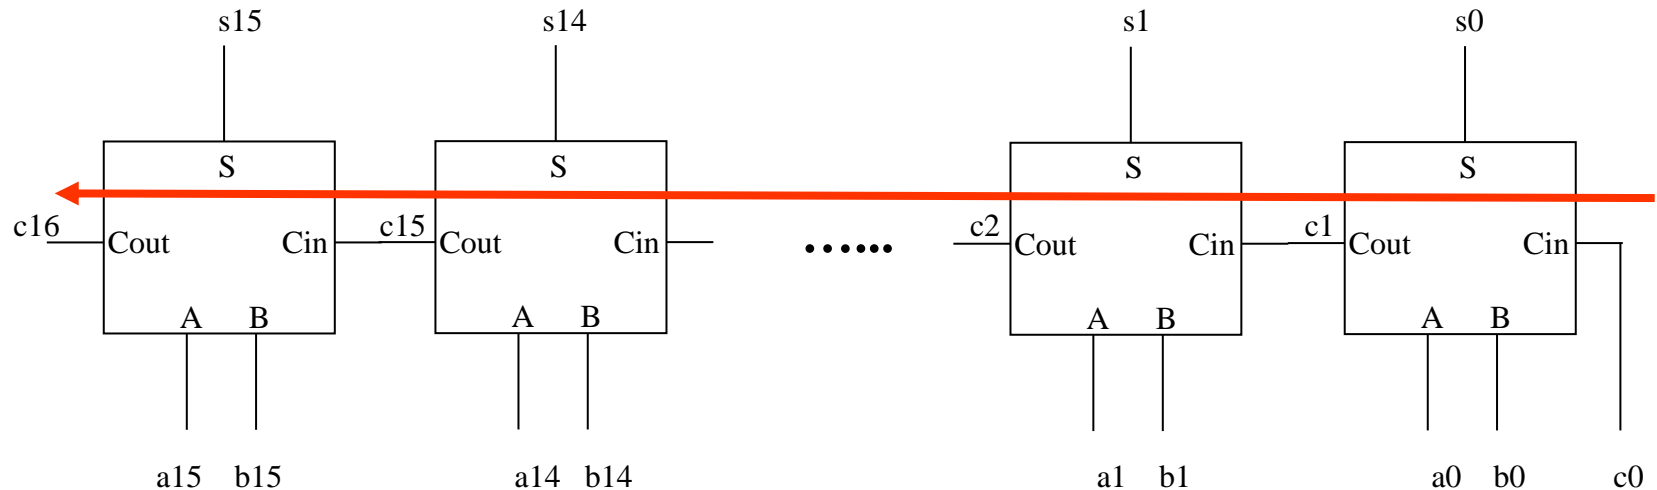 s15 s14 s1 s0
S S S S
c16 c15 c2 c1
Cout Cin Cout Cin ...... Cout Cin Cout Cin
A B A B A B A B
a15 b15 a14 b14 a1 b1 a0 b0 c0